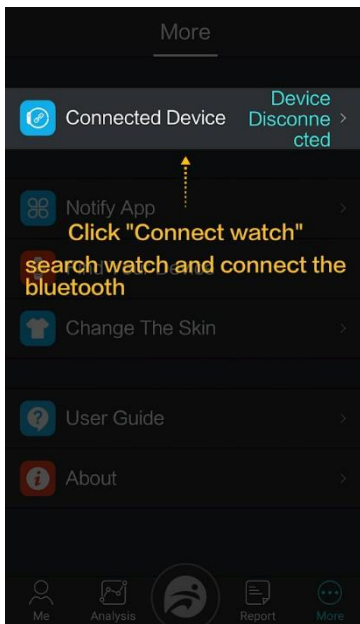 More
Connected Device
Device
Disconne
cted
Notify App
Click "Connect watch"
search watch and connect the
bluetooth
Change The Skin
User Guide
About
Me
Analysis
Report
More